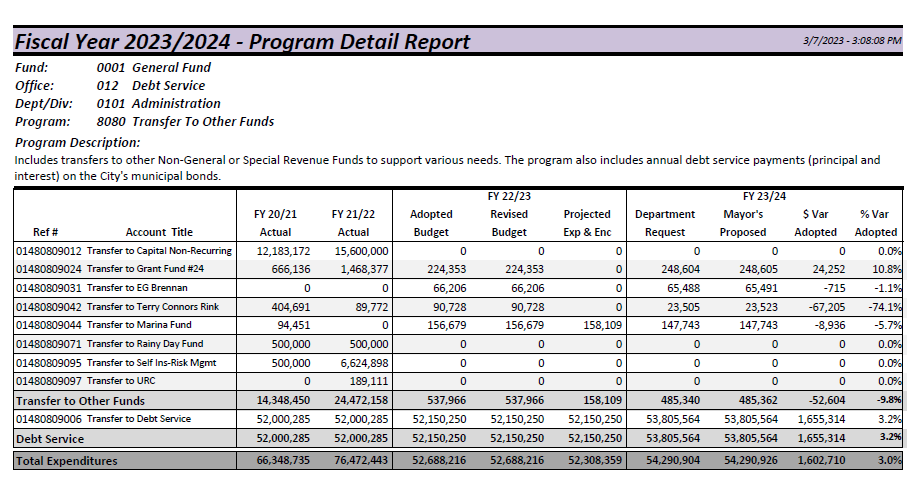 Fiscal Year 2023/2024 - Program Detail Report 3/7/2023 - 3:08:08 PM
Fund: 0001 General Fund
Office: 012 Debt Service
Dept/Div: 0101 Administration
Program: 8080 Transfer To Other Funds
Program Description:
Includes transfers to other Non-General or Special Revenue Funds to support various needs. The program also includes annual debt service payments (principal and
interest) on the City's municipal bonds.
FY 22/23 FY 23/24
FY 20/21 FY 21/22 Adopted Revised Projected Department Mayor's $ Var % Var
Ref # Account Title Actual Actual Budget Budget Exp & Enc Request Proposed Adopted Adopted
01480809012 Transfer to Capital Non-Recurring 12,183,172 15,600,000 0 0 0 0 0 0 0.0%
01480809024 Transfer to Grant Fund #24 666,136 1,468,377 224,353 224,353 0 248,604 248,605 24,252 10.8%
01480809031 Transfer to EG Brennan 0 0 66,206 66,206 0 65,488 65,491 -715 -1.1%
01480809042 Transfer to Terry Connors Rink 404,691 89,772 90,728 90,728 0 23,505 23,523 -67,205 -74.1%
01480809044 Transfer to Marina Fund 94,451 0 156,679 156,679 158,109 147,743 147,743 -8,936 -5.7%
01480809071 Transfer to Rainy Day Fund 500,000 500,000 0 0 0 0 0 0 0.0%
01480809095 Transfer to Self Ins-Risk Mgmt 500,000 6,624,898 0 0 0 0 0 0 0.0%
01480809097 Transfer to URC 0 189,111 0 0 0 0 0 0 0.0%
Transfer to Other Funds 14,348,450 24,472,158 537,966 537,966 158,109 485,340 485,362 -52,604 -9.8%
01480809006 Transfer to Debt Service 52,000,285 52,000,285 52,150,250 52,150,250 52,150,250 53,805,564 53,805,564 1,655,314 3.2%
Debt Service 52,000,285 52,000,285 52,150,250 52,150,250 52,150,250 53,805,564 53,805,564 1,655,314 3.2%
Total Expenditures 66,348,735 76,472,443 52,688,216 52,688,216 52,308,359 54,290,904 54,290,926 1,602,710 3.0%